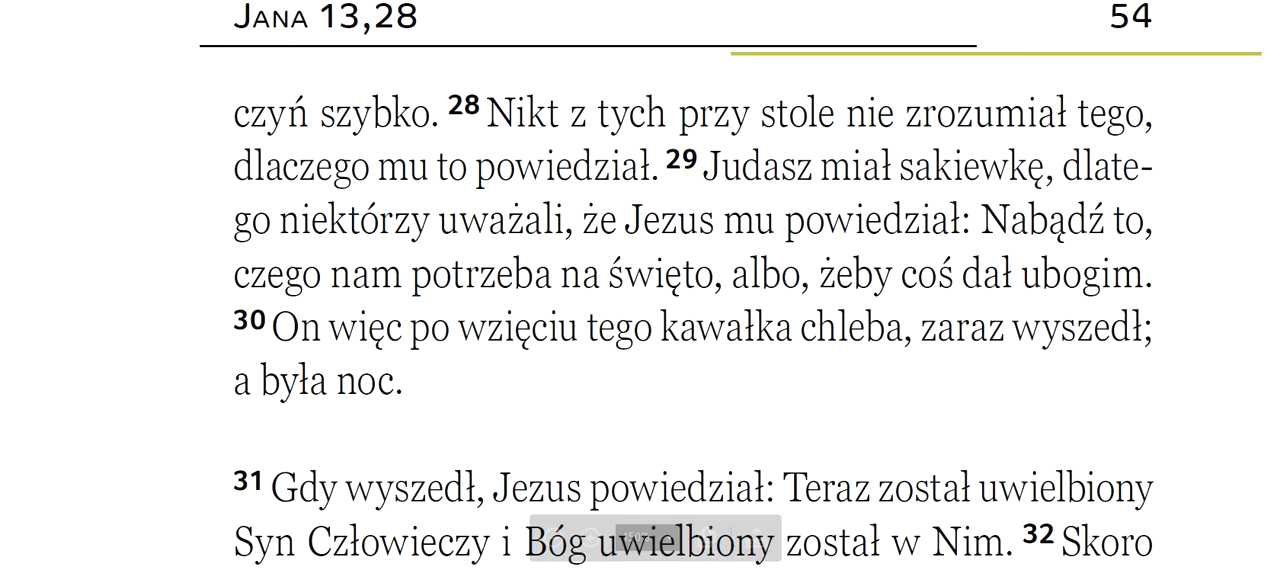 Jana 13,28 54
czyń szybko. 28 Nikt z tych przy stole nie zrozumiał tego,
dlaczego mu to powiedział. 29 Judasz miał sakiewkę, dlate-
go niektórzy uważali, że Jezus mu powiedział: Nabądź to,
czego nam potrzeba na święto, albo, żeby coś dał ubogim.
30 On więc po wzięciu tego kawałka chleba, zaraz wyszedł;
a była noc.
31 Gdy wyszedł, Jezus powiedział: Teraz został uwielbiony
Syn Człowieczy i Bóg uwielbiony został w Nim. 32 Skoro